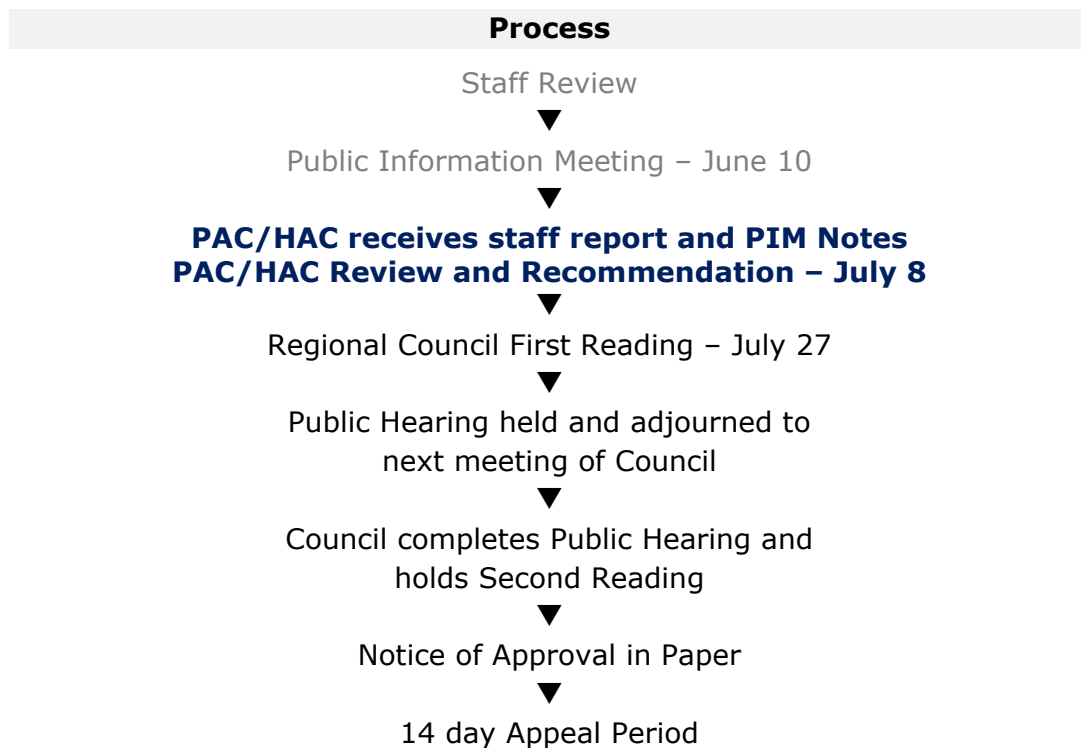 Process
Staff Review
Public Information Meeting – June 10
PAC/HAC receives staff report and PIM Notes
PAC/HAC Review and Recommendation – July 8
Regional Council First Reading – July 27
Public Hearing held and adjourned to
next meeting of Council
Council completes Public Hearing and
holds Second Reading
Notice of Approval in Paper
14 day Appeal Period